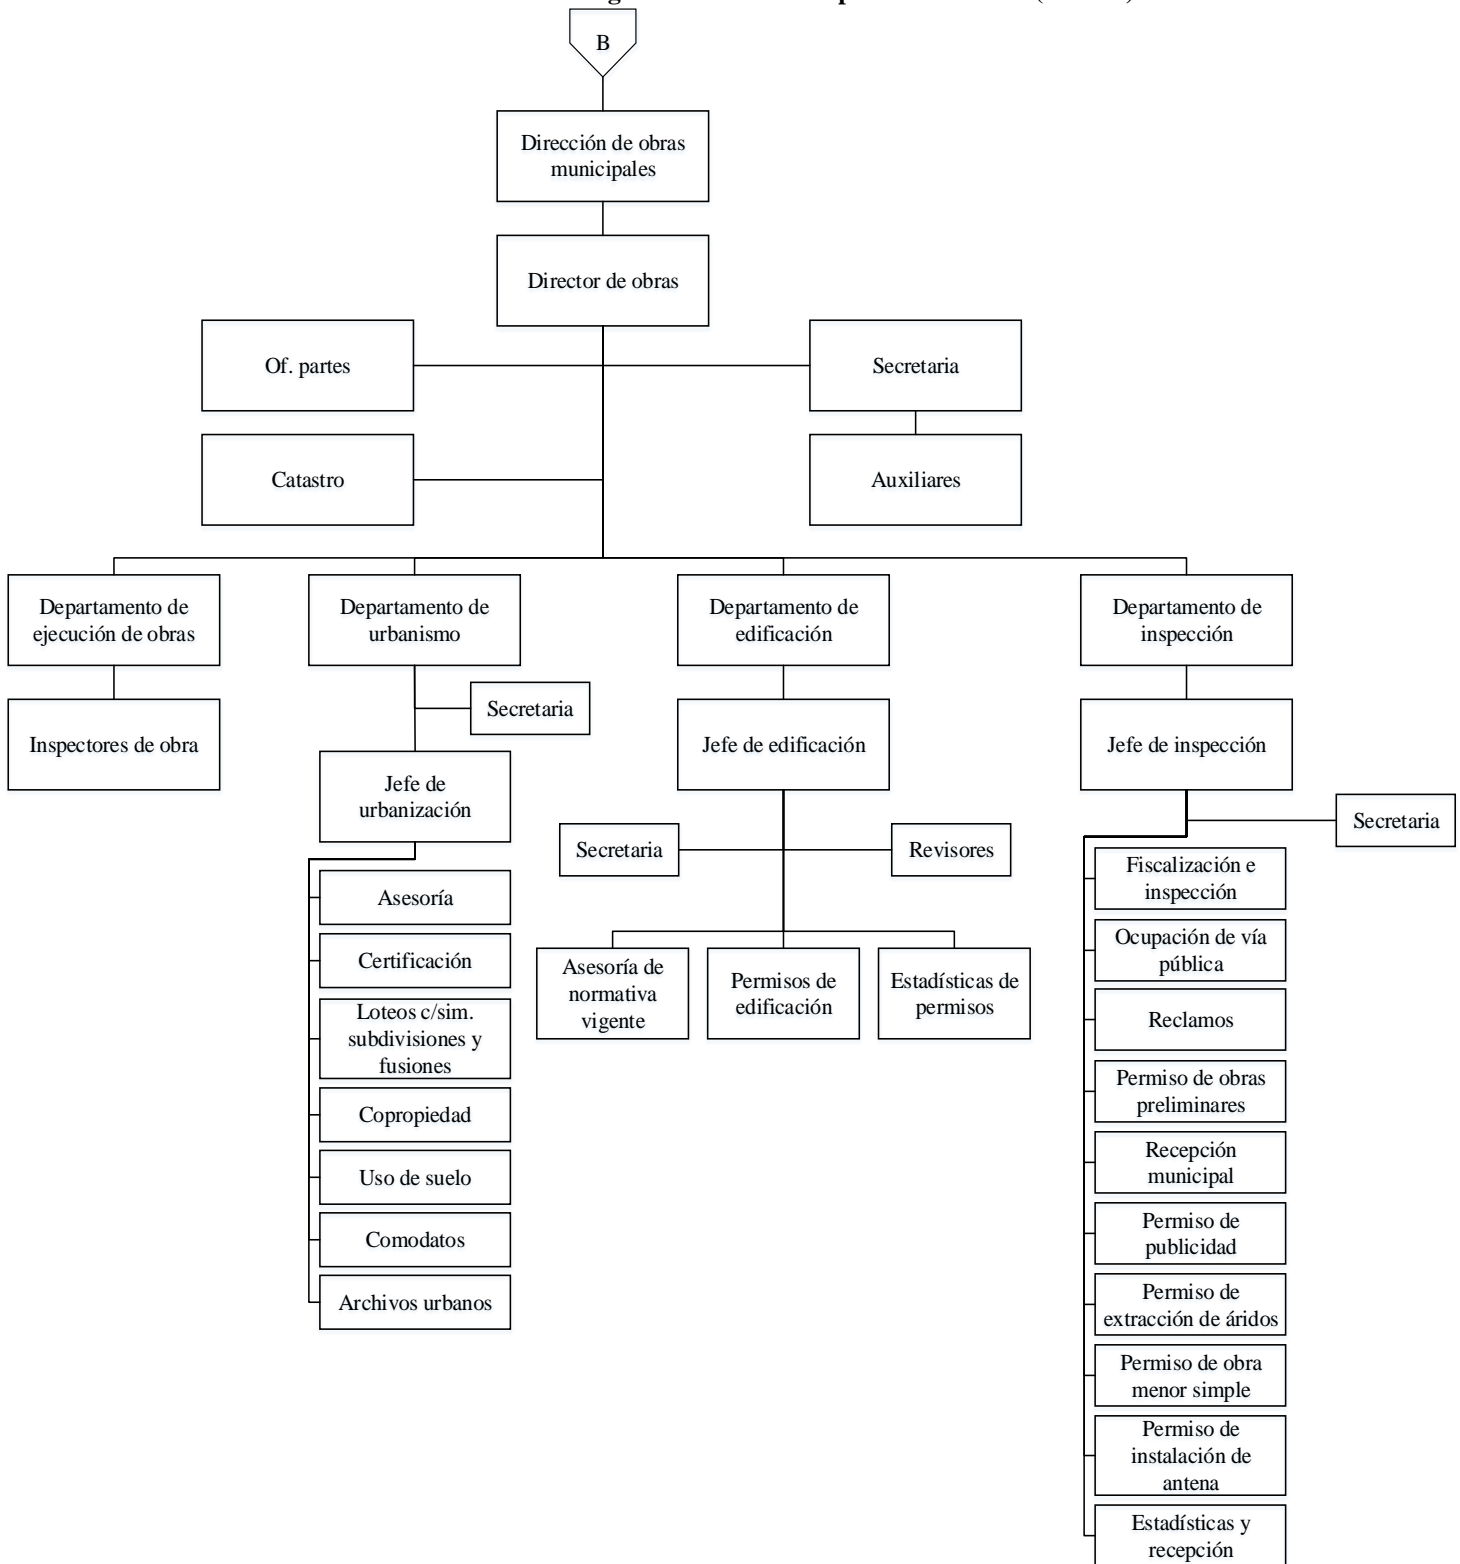 B
Dirección de obras
municipales
Director de obras
Of. partes
Secretaria
Catastro
Auxiliares
Departamento de
ejecución de obras
Departamento de
urbanismo
Departamento de
edificación
Departamento de
inspección
Inspectores de obra
Secretaria
Jefe de
urbanización
Jefe de edificación
Jefe de inspección
Secretaria
Asesoría
Certificación
Loteos c/sim.
subdivisiones y
fusiones
Copropiedad
Uso de suelo
Comodatos
Archivos urbanos
Secretaria
Revisores
Asesoría de
normativa
vigente
Permisos de
edificación
Estadísticas de
permisos
Fiscalización e
inspección
Ocupación de vía
pública
Reclamos
Permiso de obras
preliminares
Recepción
municipal
Permiso de
publicidad
Permiso de
extracción de áridos
Permiso de obra
menor simple
Permiso de
instalación de
antena
Estadísticas y
recepción